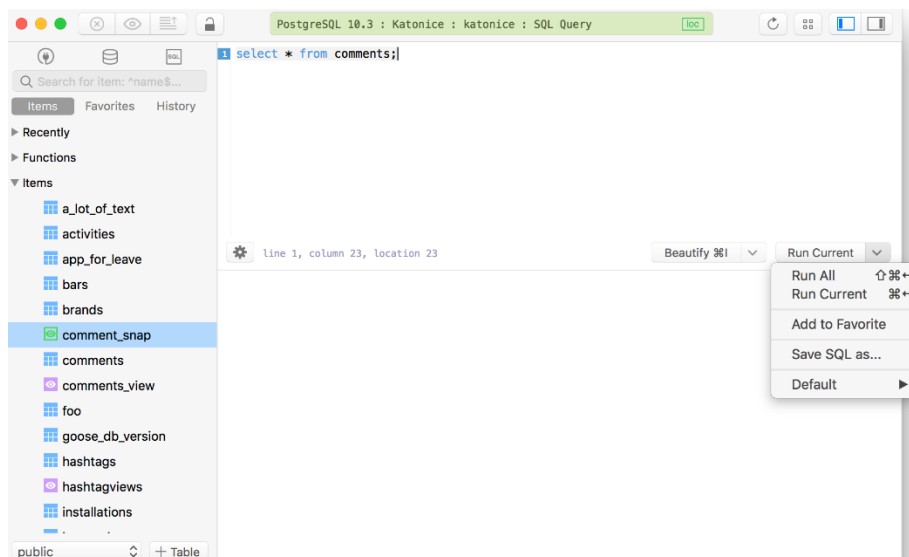 PostgreSQL 10.3 : Katonice : katonice : SQL Query
loc
SQL
Search for item: ^name$...
Items Favorites History
Recently
Functions
Items
a_lot_of_text
activities
app_for_leave
bars
brands
comment_snap
comments
comments_view
foo
goose_db_version
hashtags
hashtagviews
installations
public
+ Table
1 select * from comments;
line 1, column 23, location 23
Beautify ⌘I
Run Current
Run All ⇧⌘↩
Run Current ⌘↩
Add to Favorite
Save SQL as...
Default